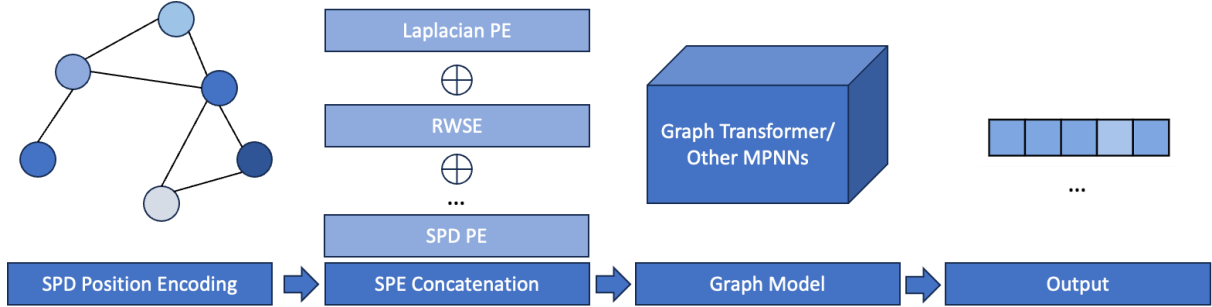 Laplacian PE
RWSE
...
SPD PE
Graph Transformer/
Other MPNNs
...
SPD Position Encoding
SPE Concatenation
Graph Model
Output